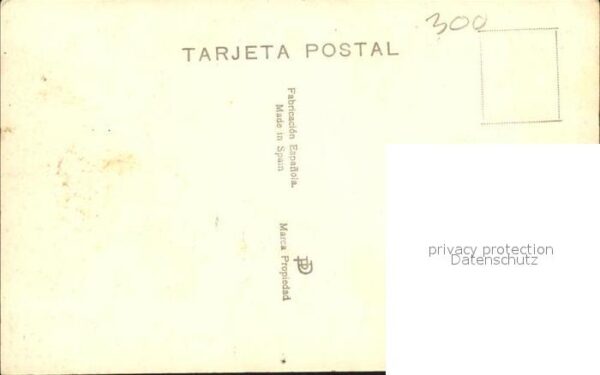 300
TARJETA POSTAL
Fabricación Española.
Made in Spain
Marca Propiedad
privacy protection
Datenschutz